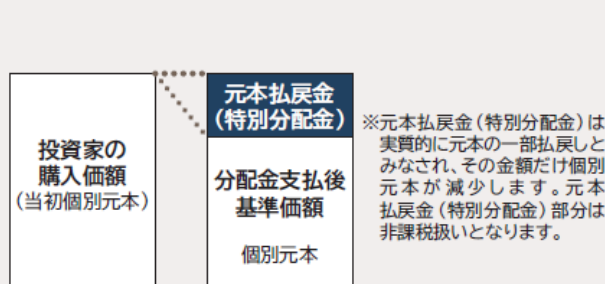 投資家の
購入価額
(当初個別元本)
元本払戻金
(特別分配金)
分配金支払後
基準価額
個別元本
※元本払戻金(特別分配金)は
実質的に元本の一部払戻しと
みなされ、その金額だけ個別
元本が減少します。元本
払戻金(特別分配金)部分は
非課税扱いとなります。